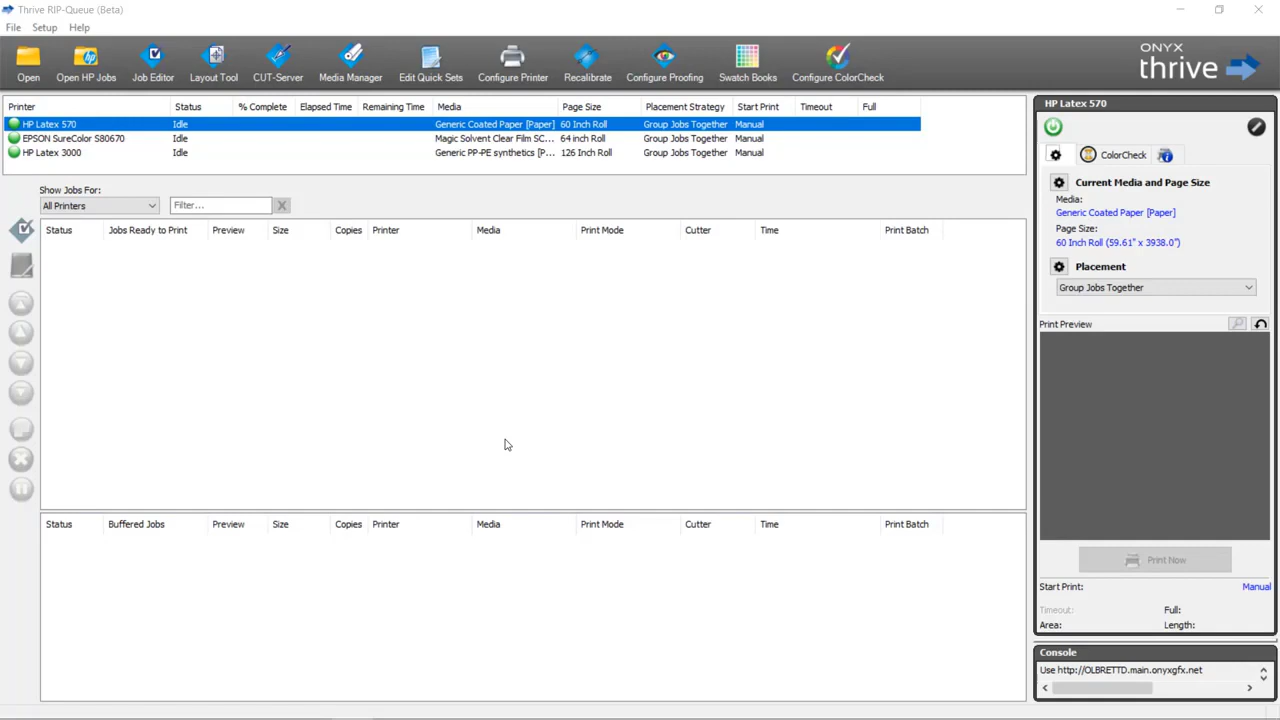 Thrive RIP-Queue (Beta)
File Setup Help
Open Open HP Jobs Job Editor Layout Tool CUT-Server Media Manager Edit Quick Sets Configure Printer Recalibrate Configure Proofing Swatch Books Configure ColorCheck
ONYX
thrive
Printer Status % Complete Elapsed Time Remaining Time Media Page Size Placement Strategy Start Print Timeout Full
HP Latex 570 Idle Generic Coated Paper [Paper] 60 Inch Roll Group Jobs Together Manual
EPSON SureColor S80670 Idle Magic Solvent Clear Film SC... 64 inch Roll Group Jobs Together Manual
HP Latex 3000 Idle Generic PP-PE synthetics [P... 126 Inch Roll Group Jobs Together Manual
Show Jobs For:
All Printers Filter...
Status Jobs Ready to Print Preview Size Copies Printer Media Print Mode Cutter Time Print Batch
Status Buffered Jobs Preview Size Copies Printer Media Print Mode Cutter Time Print Batch
HP Latex 570
ColorCheck
Current Media and Page Size
Media:
Generic Coated Paper [Paper]
Page Size:
60 Inch Roll (59.61" x 3938.0")
Placement
Group Jobs Together
Print Preview
Print Now
Start Print: Manual
Timeout: Full:
Area: Length:
Console
Use http://OLBRETTD.main.onyxgfx.net